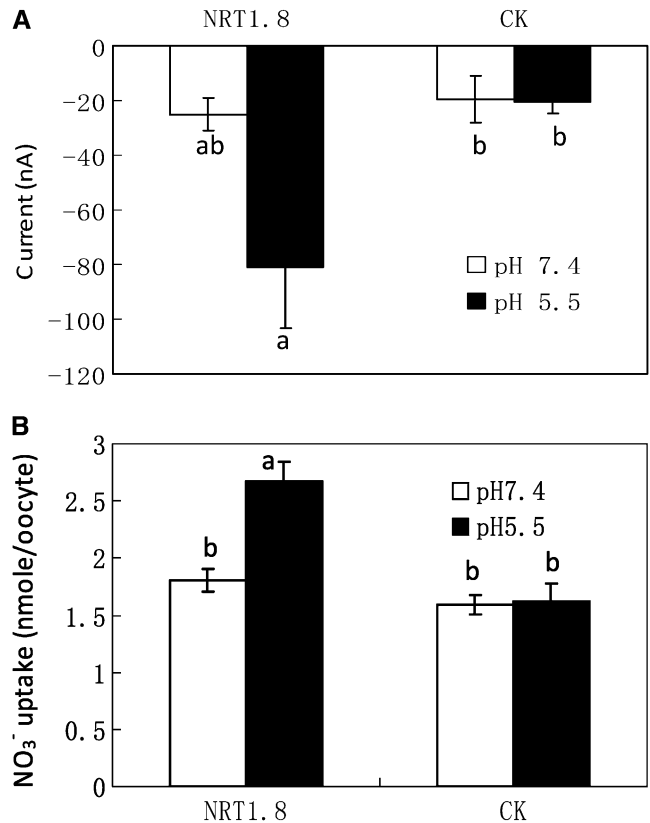 A
NRT1.8 CK
Current (nA)
0
−20
−40
−60
−80
−100
−120
ab
a
b
b
pH 7.4
pH 5.5
B
NO₃⁻ uptake (nmole/oocyte)
3
2.5
2
1.5
1
0.5
0
b
a
b
b
pH7.4
pH5.5
NRT1.8 CK